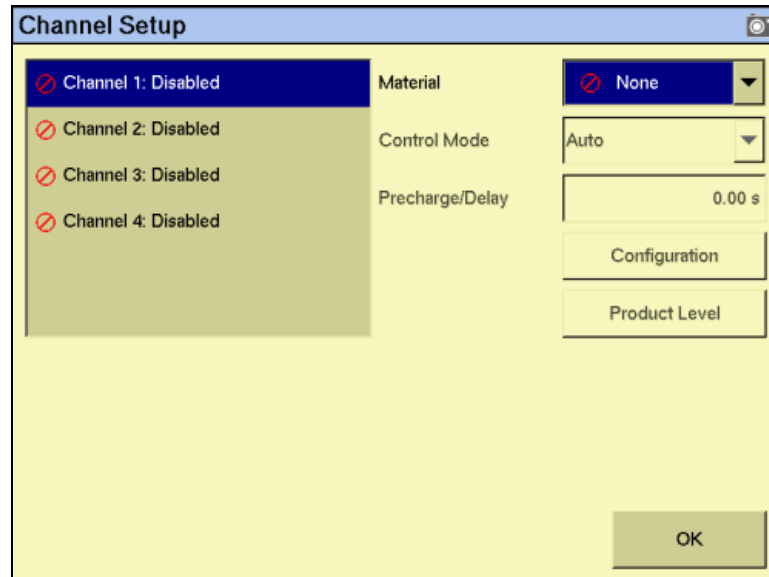 Channel Setup
Channel 1: Disabled
Channel 2: Disabled
Channel 3: Disabled
Channel 4: Disabled
Material
None
Control Mode
Auto
Precharge/Delay
0.00 s
Configuration
Product Level
OK